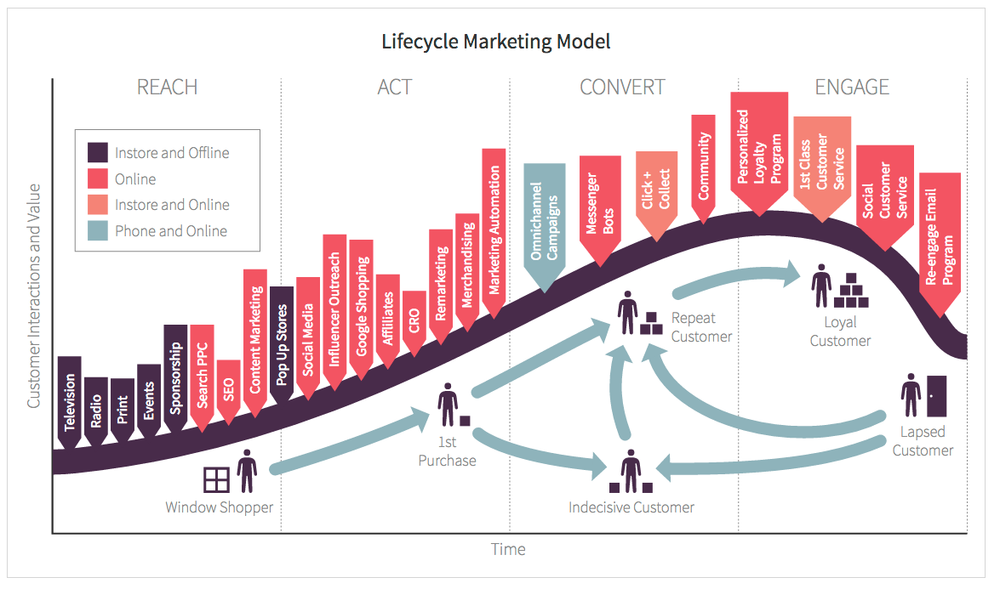 Lifecycle Marketing Model
REACH
ACT
CONVERT
ENGAGE
Instore and Offline
Online
Instore and Online
Phone and Online
Customer Interactions and Value
Television
Radio
Print
Events
Sponsorship
Search PPC
SEO
Content Marketing
Pop Up Stores
Social Media
Influencer Outreach
Google Shopping
Affliliates
CRO
Remarketing
Merchandising
Marketing Automation
Omnichannel
Campaigns
Messenger
Bots
Click +
Collect
Community
Personalized
Loyalty
Program
1st Class
Customer
Service
Social
Customer
Service
Re-engage Email
Program
Window Shopper
1st
Purchase
Repeat
Customer
Indecisive Customer
Loyal
Customer
Lapsed
Customer
Time